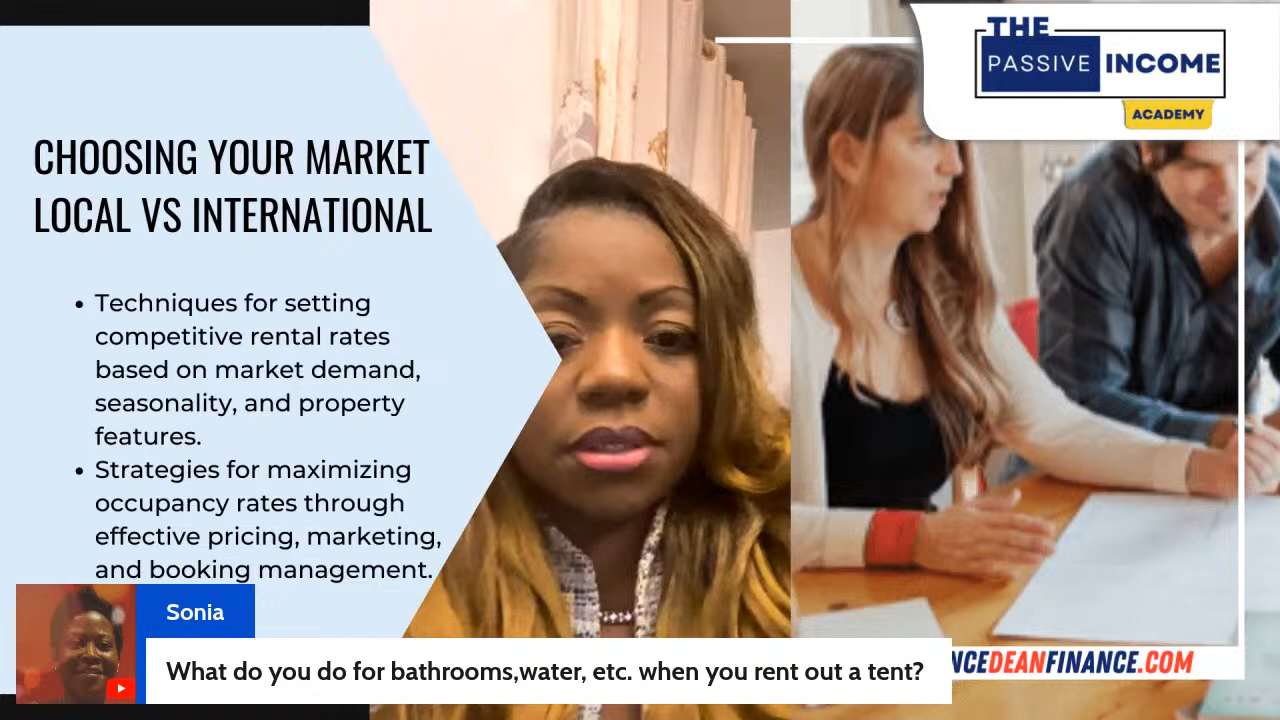 THE
PASSIVE INCOME
ACADEMY
CHOOSING YOUR MARKET
LOCAL VS INTERNATIONAL
• Techniques for setting
competitive rental rates
based on market demand,
seasonality, and property
features.
• Strategies for maximizing
occupancy rates through
effective pricing, marketing,
and booking management.
Sonia
What do you do for bathrooms,water, etc. when you rent out a tent?
NCEDEANFINANCE.COM